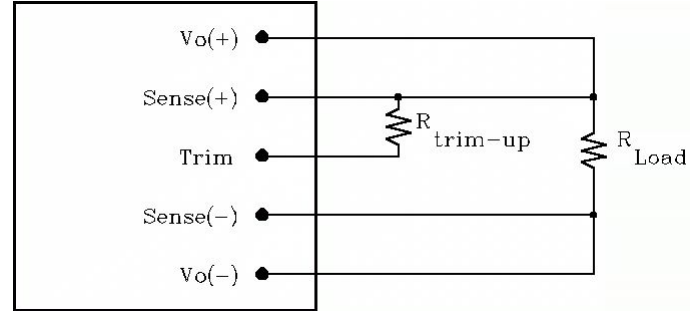 Vo(+)
Sense(+)
R trim-up
Trim
R Load
Sense(-)
Vo(-)